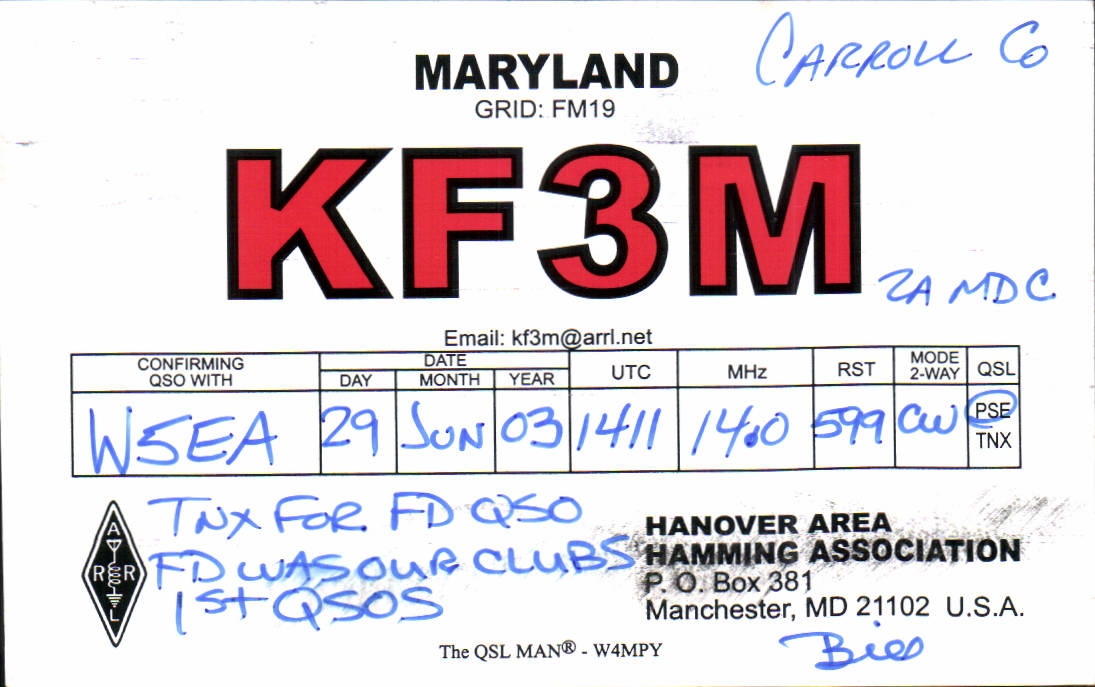 CARROLL CO
MARYLAND
GRID: FM19
KF3M
2A MDC
Email: kf3m@arrl.net
CONFIRMING QSO WITH DATE DAY MONTH YEAR UTC MHz RST MODE 2-WAY QSL
W5EA 29 JUN 03 1411 14.0 599 CW PSE TNX
TNX FOR FD QSO
FD WAS OUR CLUBS
1ST QSOS
ARRL
HANOVER AREA
HAMMING ASSOCIATION
P. O. Box 381
Manchester, MD 21102 U.S.A.
Bill
The QSL MAN® - W4MPY